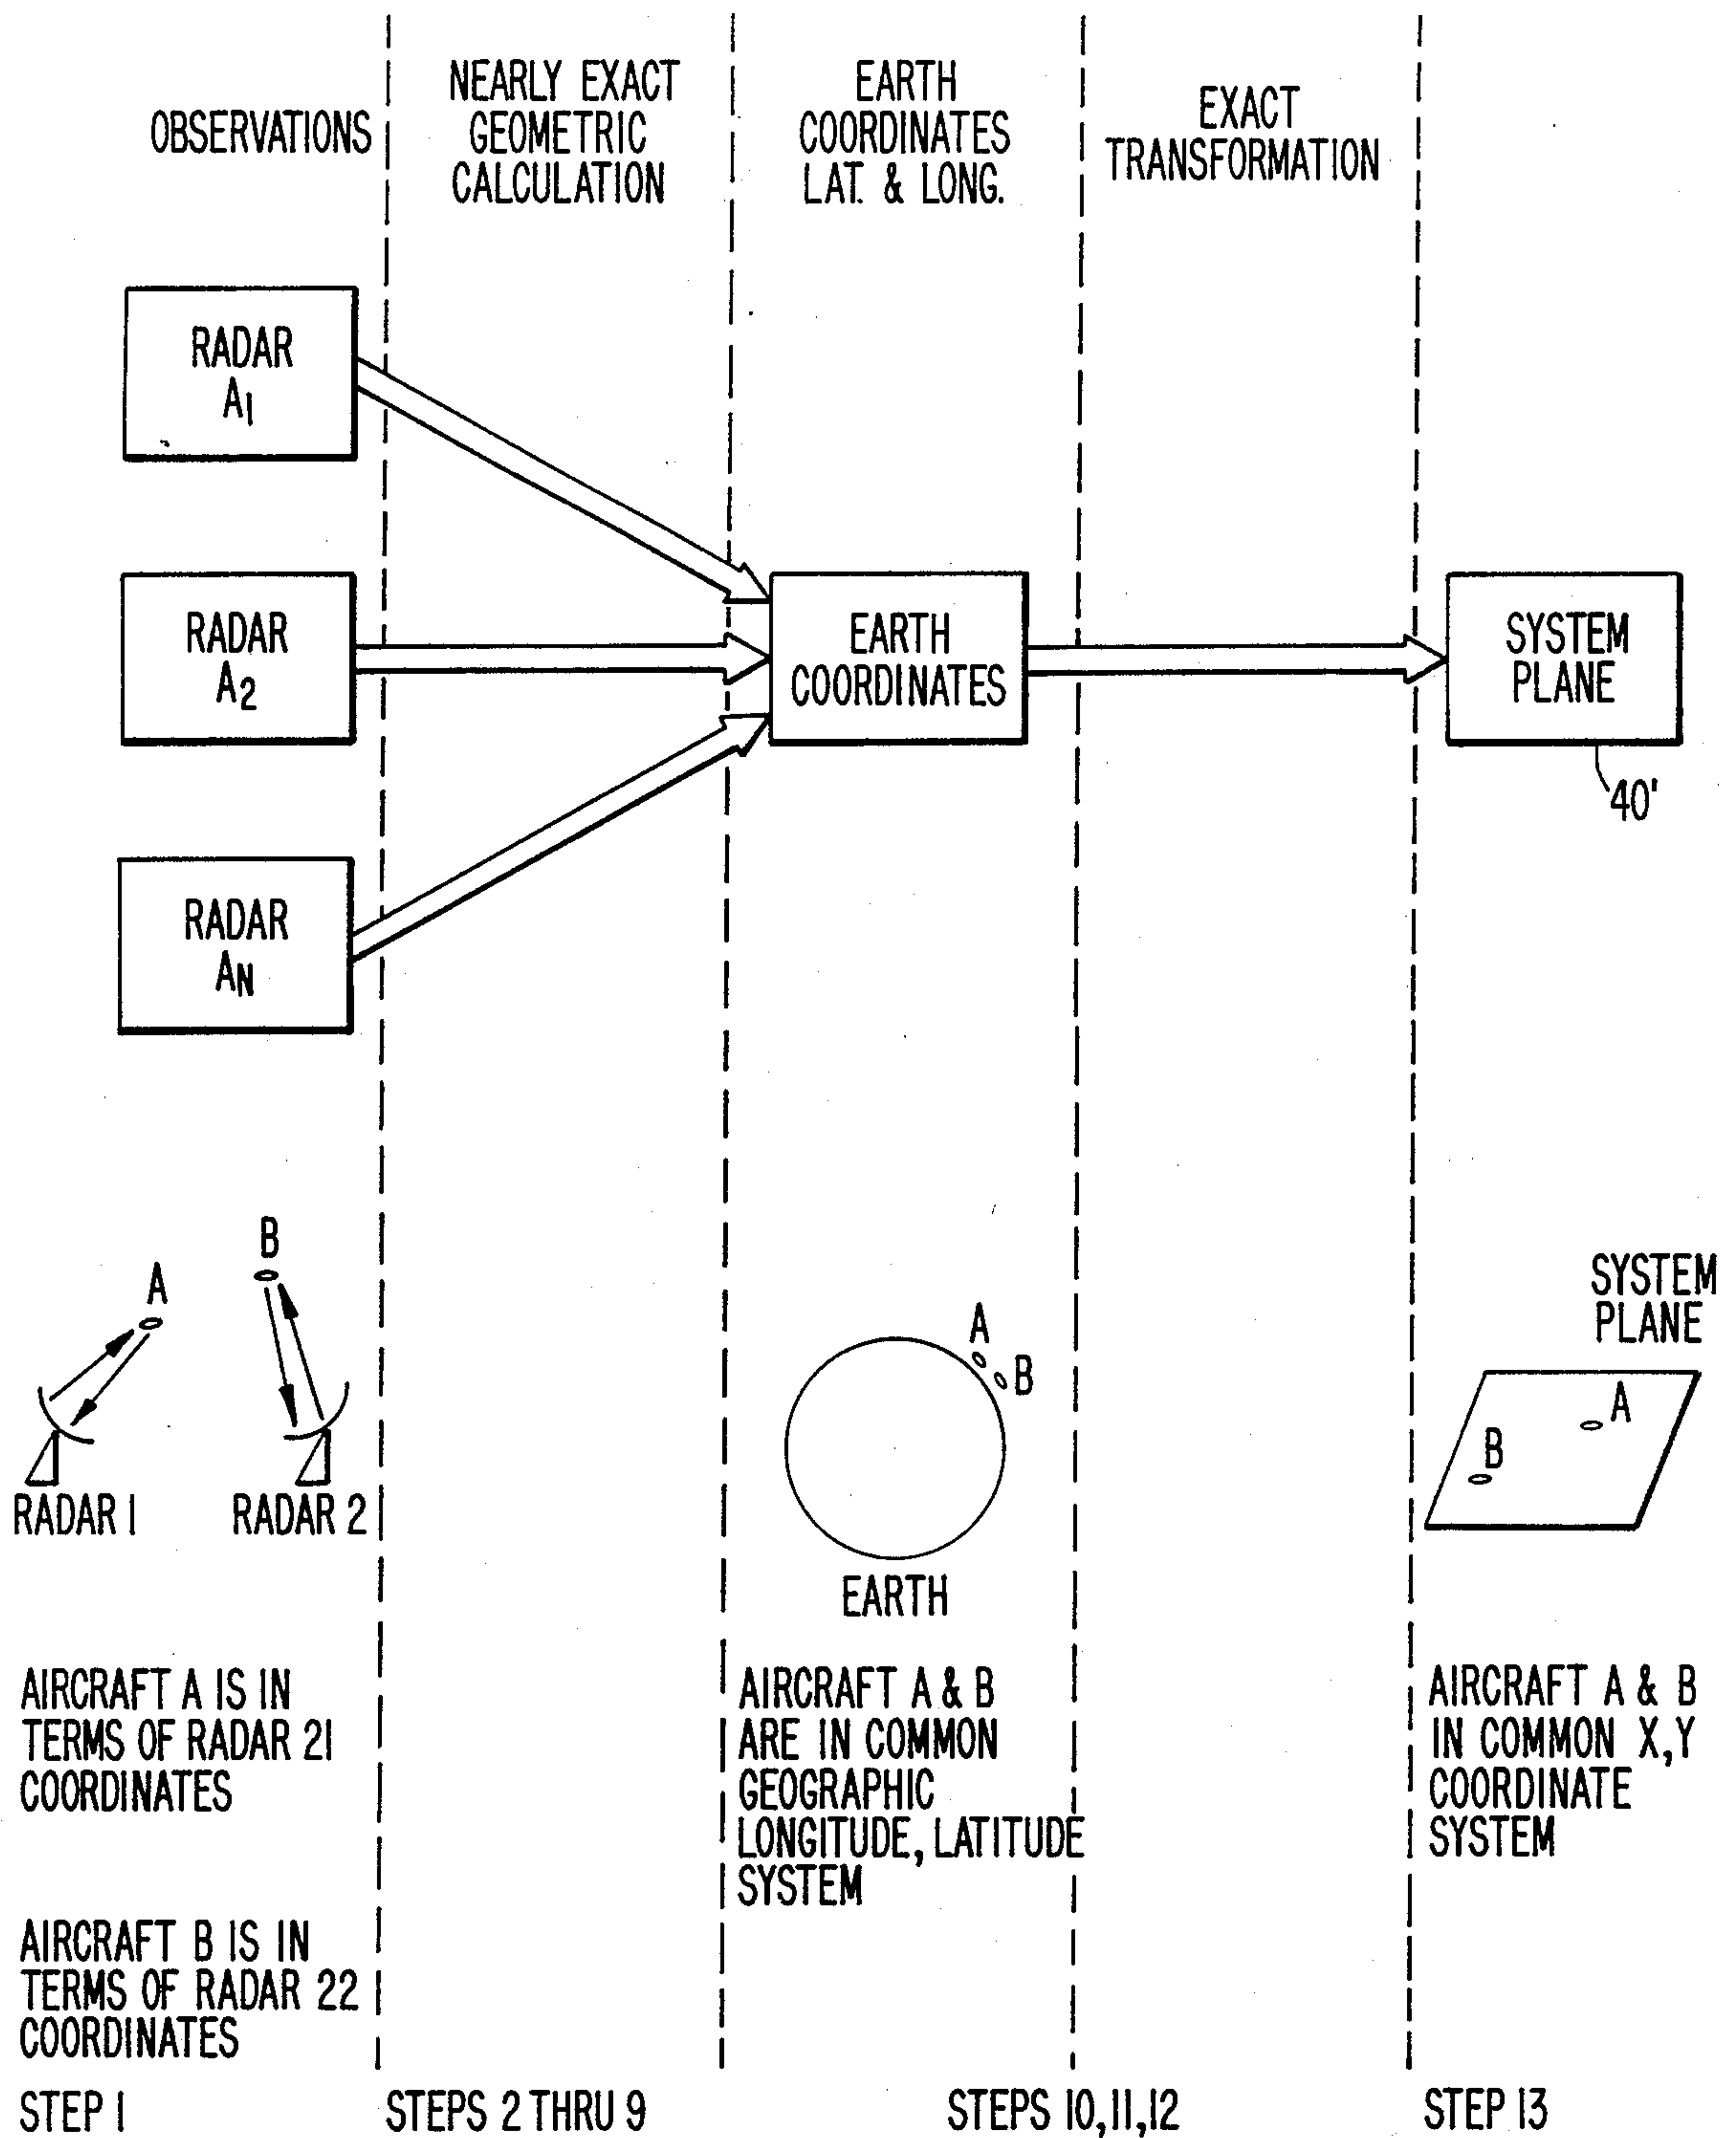 OBSERVATIONS
NEARLY EXACT
GEOMETRIC
CALCULATION
EARTH
COORDINATES
LAT. & LONG.
EXACT
TRANSFORMATION
RADAR
A1
RADAR
A2
RADAR
AN
EARTH
COORDINATES
SYSTEM
PLANE
40'
A
B
RADAR 1
RADAR 2
A
B
EARTH
SYSTEM
PLANE
A
B
AIRCRAFT A IS IN
TERMS OF RADAR 21
COORDINATES
AIRCRAFT B IS IN
TERMS OF RADAR 22
COORDINATES
AIRCRAFT A & B
ARE IN COMMON
GEOGRAPHIC
LONGITUDE, LATITUDE
SYSTEM
AIRCRAFT A & B
IN COMMON X,Y
COORDINATE
SYSTEM
STEP 1
STEPS 2 THRU 9
STEPS 10,11,12
STEP 13